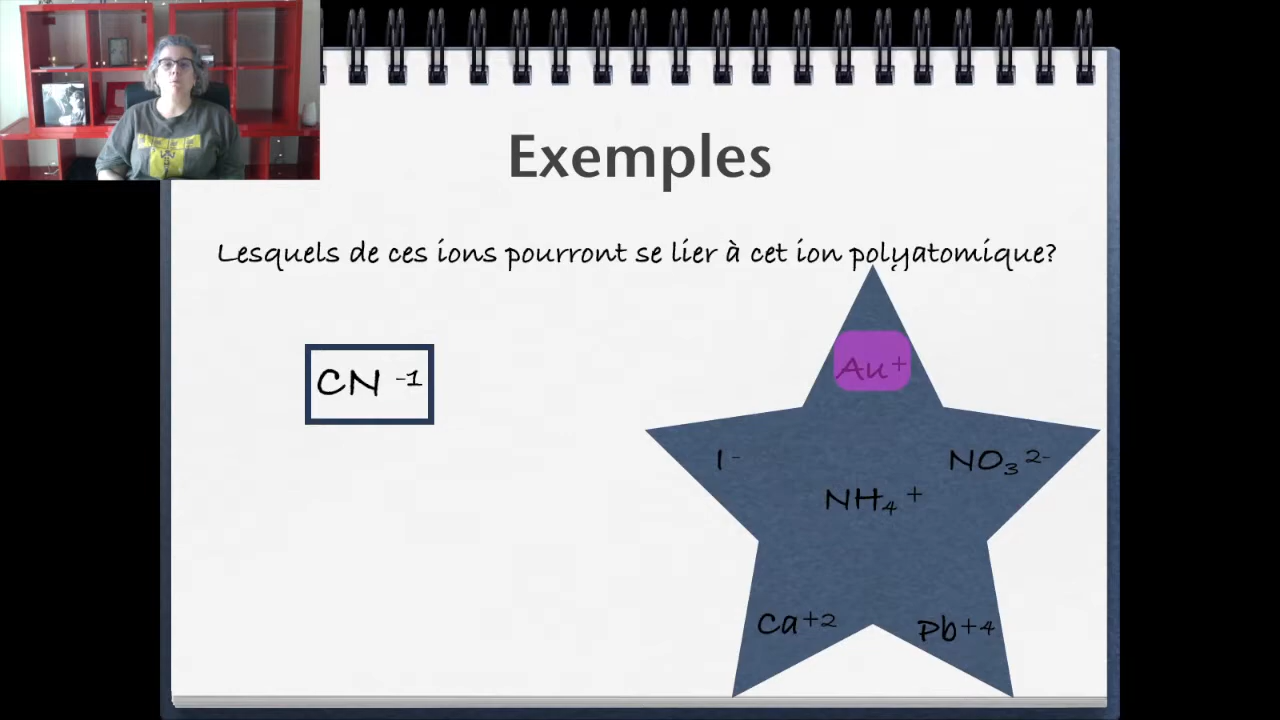 Exemples
Lesquels de ces ions pourront se lier à cet ion polyatomique?
CN -1
Au+
I -
NO3 2-
NH4 +
Ca+2
Pb+4